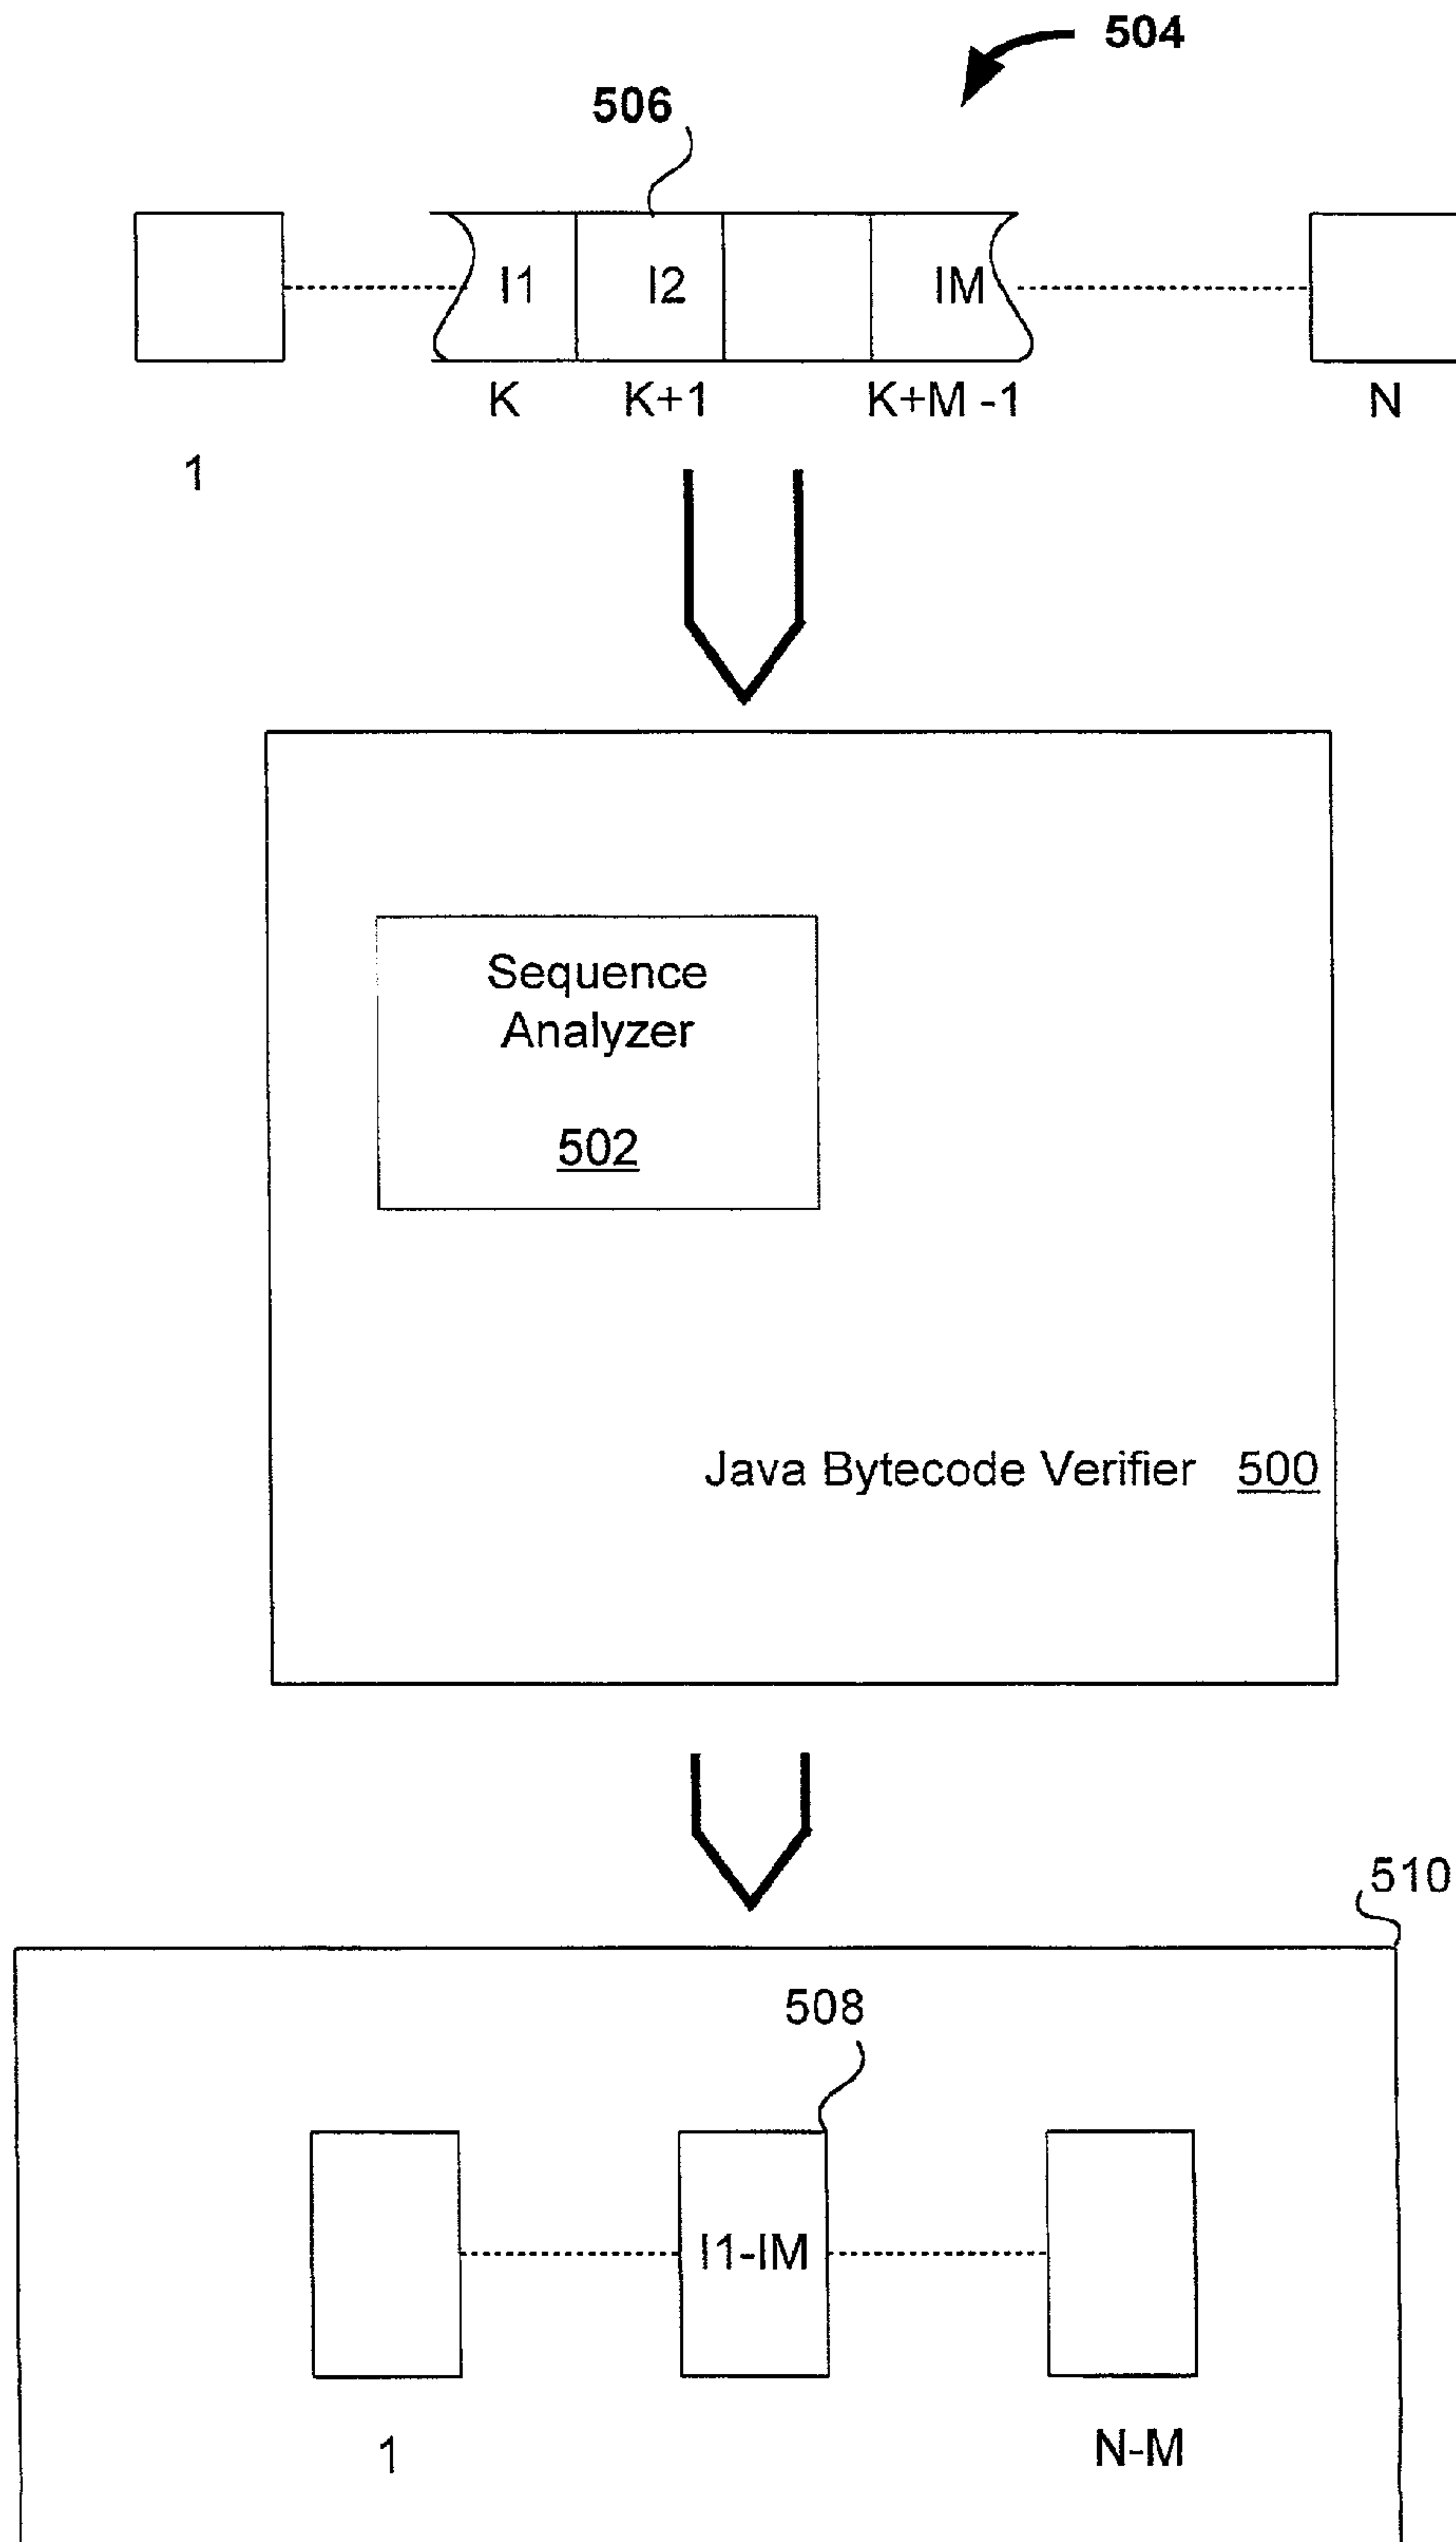 504
506
I1 I2 IM
K K+1 K+M -1 N
1
Sequence
Analyzer
502
Java Bytecode Verifier 500
510
508
I1-IM
1 N-M